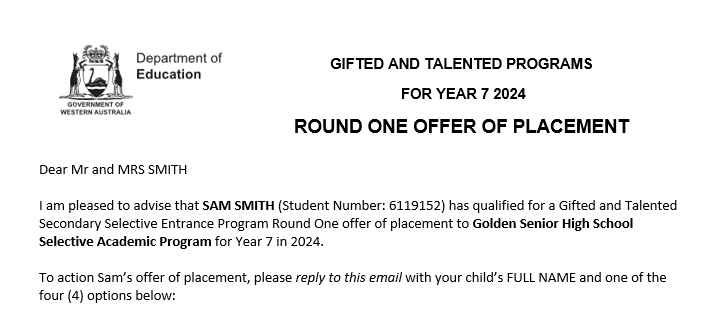 Department of
Education
GOVERNMENT OF
WESTERN AUSTRALIA
GIFTED AND TALENTED PROGRAMS
FOR YEAR 7 2024
ROUND ONE OFFER OF PLACEMENT
Dear Mr and MRS SMITH
I am pleased to advise that SAM SMITH (Student Number: 6119152) has qualified for a Gifted and Talented
Secondary Selective Entrance Program Round One offer of placement to Golden Senior High School
Selective Academic Program for Year 7 in 2024.
To action Sam's offer of placement, please reply to this email with your child's FULL NAME and one of the
four (4) options below: